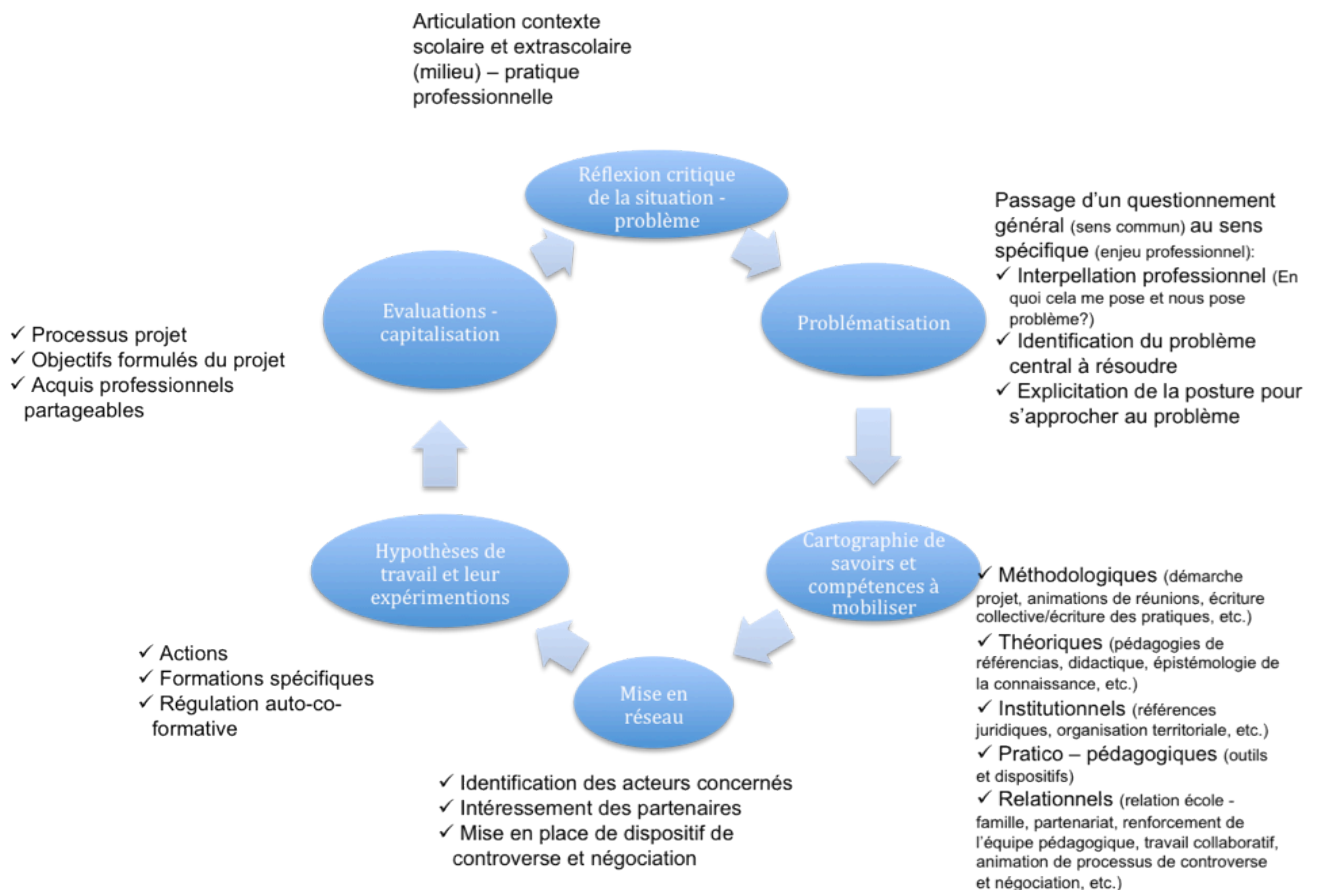 Articulation contexte
scolaire et extrascolaire
(milieu) – pratique
professionnelle
Réflexion critique
de la situation -
problème
Passage d’un questionnement
général (sens commun) au sens
spécifique (enjeu professionnel):
✓ Interpellation professionnel (En
quoi cela me pose et nous pose
problème?)
✓ Identification du problème
central à résoudre
✓ Explicitation de la posture pour
s’approcher au problème
Problématisation
Cartographie de
savoirs et
compétences à
mobiliser
✓ Méthodologiques (démarche
projet, animations de réunions, écriture
collective/écriture des pratiques, etc.)
✓ Théoriques (pédagogies de
référencias, didactique, épistémologie de
la connaissance, etc.)
✓ Institutionnels (références
juridiques, organisation territoriale, etc.)
✓ Pratico – pédagogiques (outils
et dispositifs)
✓ Relationnels (relation école -
famille, partenariat, renforcement de
l’équipe pédagogique, travail collaboratif,
animation de processus de controverse
et négociation, etc.)
Mise en
réseau
✓ Identification des acteurs concernés
✓ Intéressement des partenaires
✓ Mise en place de dispositif de
controverse et négociation
Hypothèses de
travail et leur
expérimentions
✓ Actions
✓ Formations spécifiques
✓ Régulation auto-co-
formative
Evaluations -
capitalisation
✓ Processus projet
✓ Objectifs formulés du projet
✓ Acquis professionnels
partageables